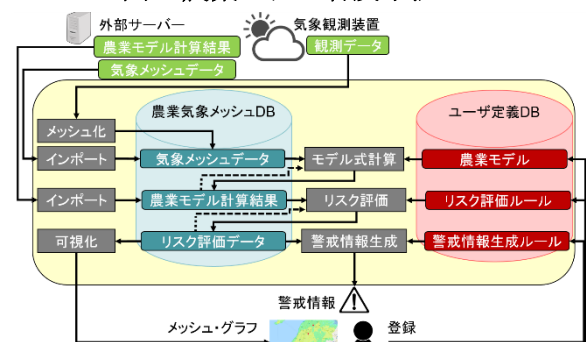 外部サーバー
気象観測装置
農業モデル計算結果
観測データ
気象メッシュデータ
農業気象メッシュDB
ユーザ定義DB
メッシュ化
インポート
気象メッシュデータ
モデル式計算
農業モデル
インポート
農業モデル計算結果
リスク評価
リスク評価ルール
可視化
リスク評価データ
警戒情報生成
警戒情報生成ルール
警戒情報
メッシュ・グラフ
登録